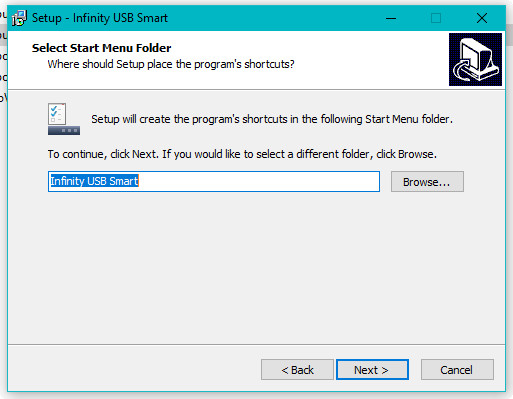 Setup - Infinity USB Smart
Select Start Menu Folder
Where should Setup place the program's shortcuts?
Setup will create the program's shortcuts in the following Start Menu folder.
To continue, click Next. If you would like to select a different folder, click Browse.
Infinity USB Smart
Browse...
< Back
Next >
Cancel